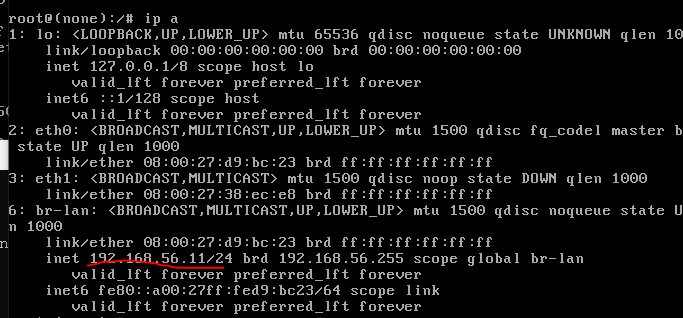 root@(none):/# ip a
1: lo: <LOOPBACK,UP,LOWER_UP> mtu 65536 qdisc noqueue state UNKNOWN qlen 10
link/loopback 00:00:00:00:00:00 brd 00:00:00:00:00:00
inet 127.0.0.1/8 scope host lo
valid_lft forever preferred_lft forever
inet6 ::1/128 scope host
valid_lft forever preferred_lft forever
2: eth0: <BROADCAST,MULTICAST,UP,LOWER_UP> mtu 1500 qdisc fq_codel master b
state UP qlen 1000
link/ether 08:00:27:d9:bc:23 brd ff:ff:ff:ff:ff:ff
3: eth1: <BROADCAST,MULTICAST> mtu 1500 qdisc noop state DOWN qlen 1000
link/ether 08:00:27:38:ec:e8 brd ff:ff:ff:ff:ff:ff
6: br-lan: <BROADCAST,MULTICAST,UP,LOWER_UP> mtu 1500 qdisc noqueue state U
n 1000
link/ether 08:00:27:d9:bc:23 brd ff:ff:ff:ff:ff:ff
inet 192.168.56.11/24 brd 192.168.56.255 scope global br-lan
valid_lft forever preferred_lft forever
inet6 fe80::a00:27ff:fed9:bc23/64 scope link
valid_lft forever preferred_lft forever